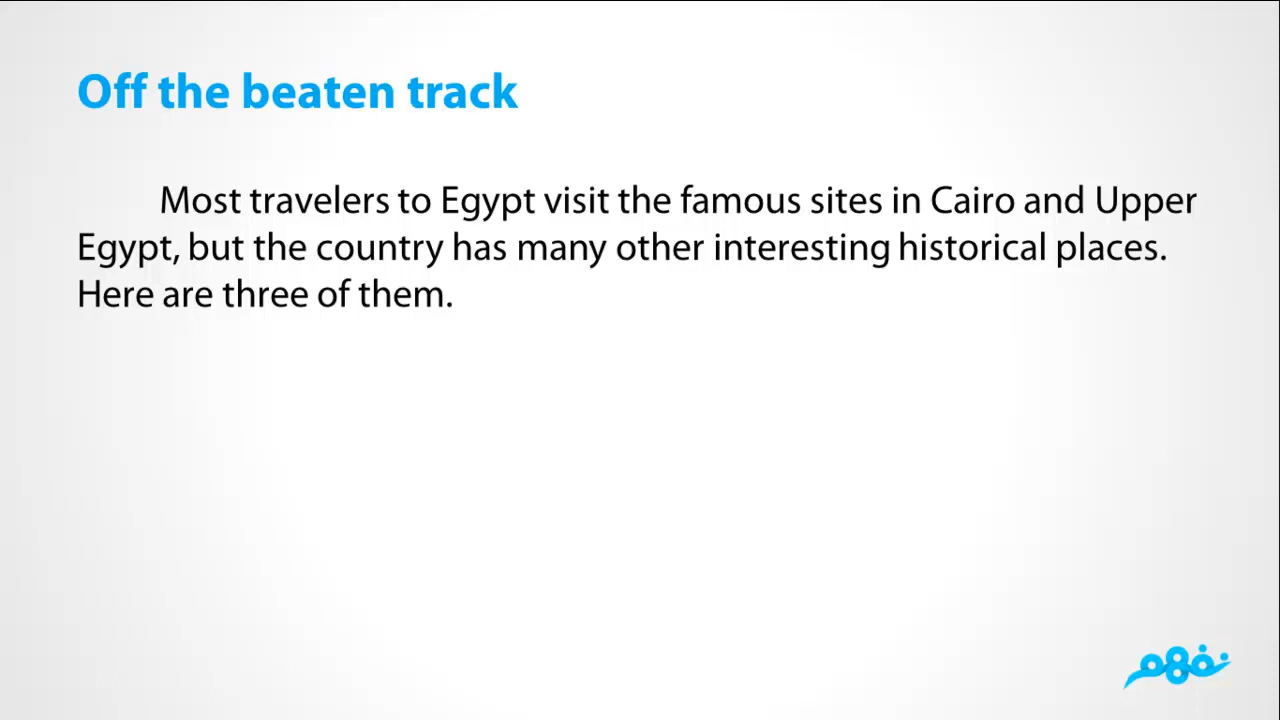 Off the beaten track
Most travelers to Egypt visit the famous sites in Cairo and Upper
Egypt, but the country has many other interesting historical places.
Here are three of them.
نفهم